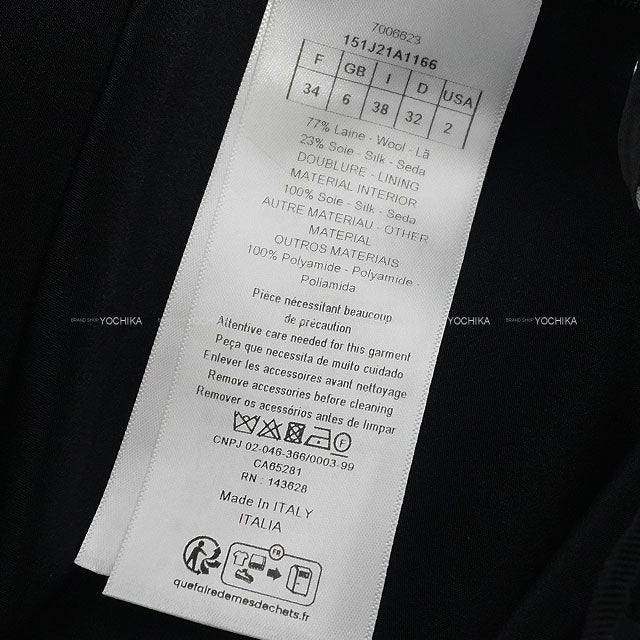 7006623
151J21A1166
F GB I D USA
34 6 38 32 2
77% Laine - Wool - Lã
23% Soie - Silk - Seda
DOUBLURE - LINING
MATERIAL INTERIOR
100% Soie - Silk - Seda
AUTRE MATERIAU - OTHER
MATERIAL
OUTROS MATERIAIS
100% Polyamide - Polyamide -
Poliamida
Pièce nécessitant beaucoup
de précaution
Attentive care needed for this garment
Peça que necessita de muito cuidado
Enlever les accessoires avant nettoyage
Remove accessories before cleaning
Remover os acessórios antes de limpar
F
CNPJ 02-046-366/0003-99
CA65281
RN : 143628
Made In ITALY
ITALIA
FR
quefairedemesdechets.fr
BRAND SHOP YOCHIKA
YOCHIKA
BRAND SHOP YOCHIKA